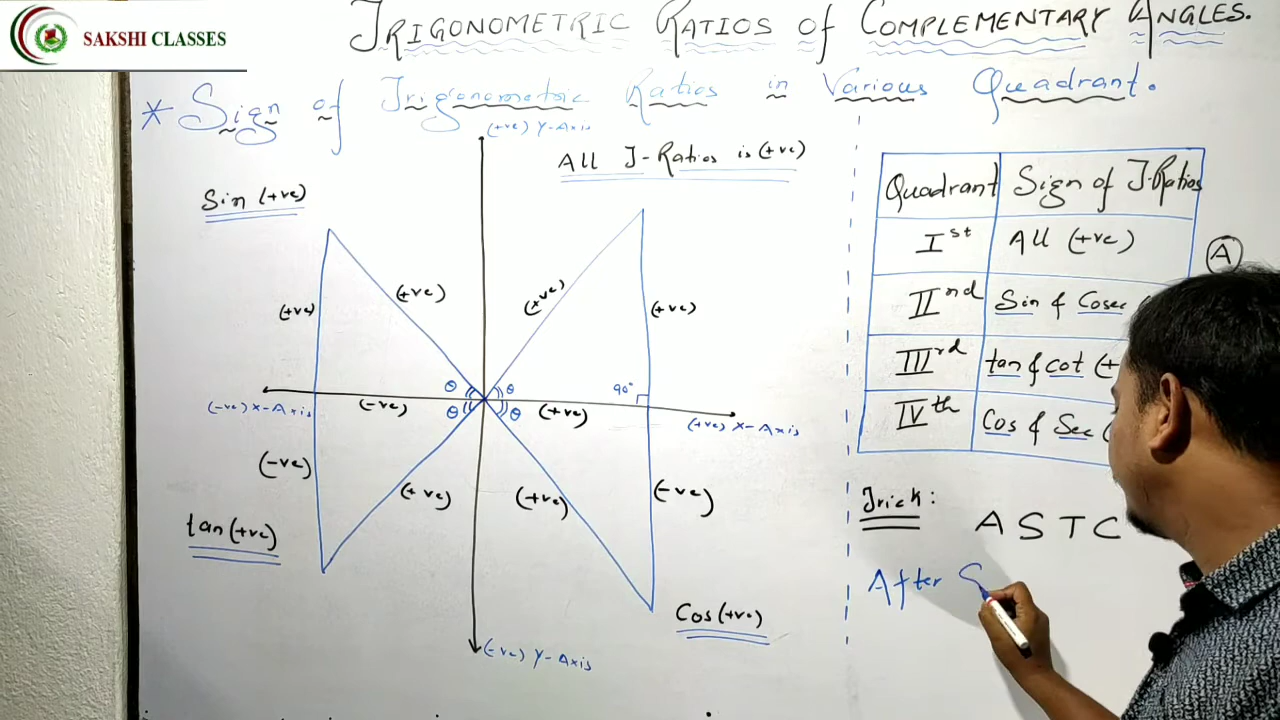 SAKSHI CLASSES
TRIGONOMETRIC RATIOS of COMPLEMENTARY ANGLES.
* Sign of Trigonometric Ratios in Various Quadrant.
(+ve) Y-Axis
All T-Ratios is (+ve)
Sin (+ve)
(+ve)
(+ve)
(+ve)
(+ve)
θ
θ
90°
θ
θ
(-ve) X-Axis
(-ve)
(+ve)
(+ve) X-Axis
(-ve)
(+ve)
(+ve)
(-ve)
tan (+ve)
Cos (+ve)
(-ve) Y-Axis
Quadrant Sign of T-Ratios
Ist All (+ve)
A
IInd Sin & Cosec
IIIrd tan & cot (+
IVth Cos & Sec (
Trick:
A S T C
After S